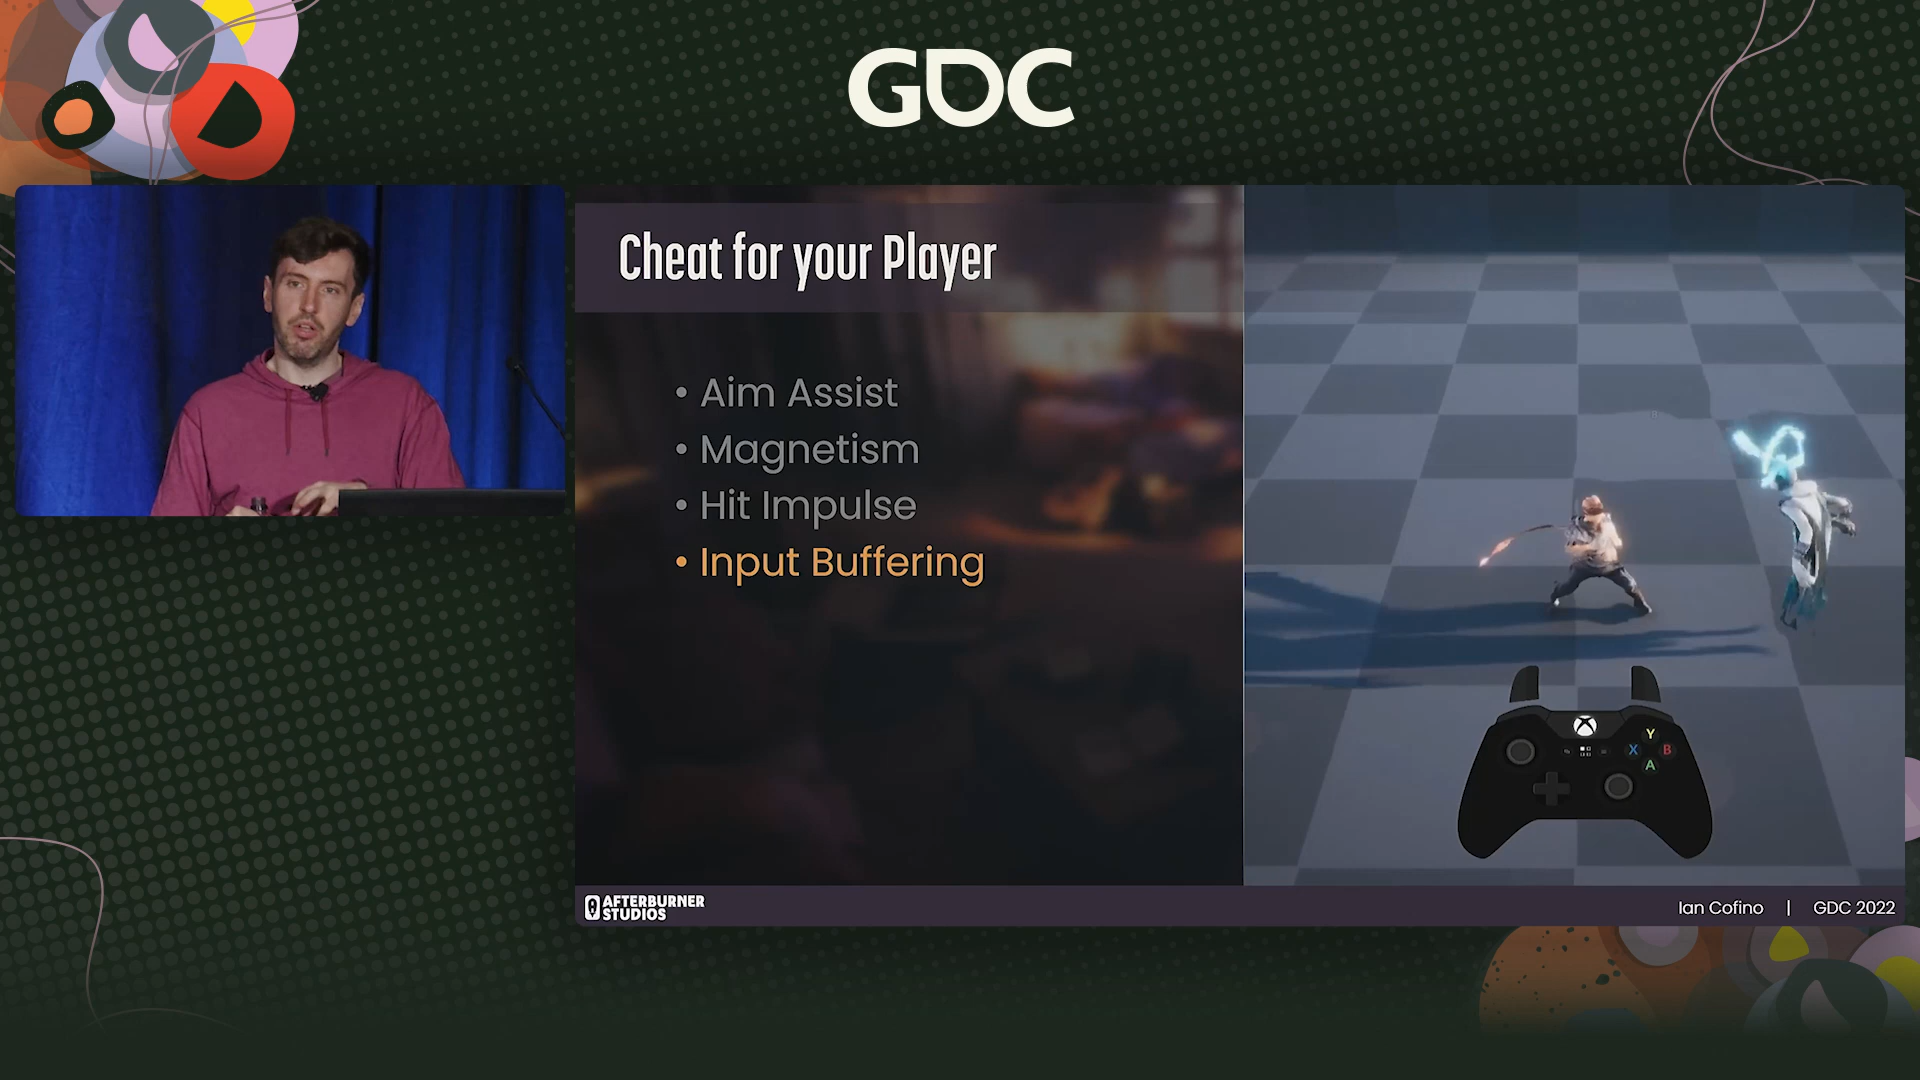 GDC
Cheat for your Player
• Aim Assist
• Magnetism
• Hit Impulse
• Input Buffering
Y
X B
A
AFTERBURNER
STUDIOS
Ian Cofino | GDC 2022